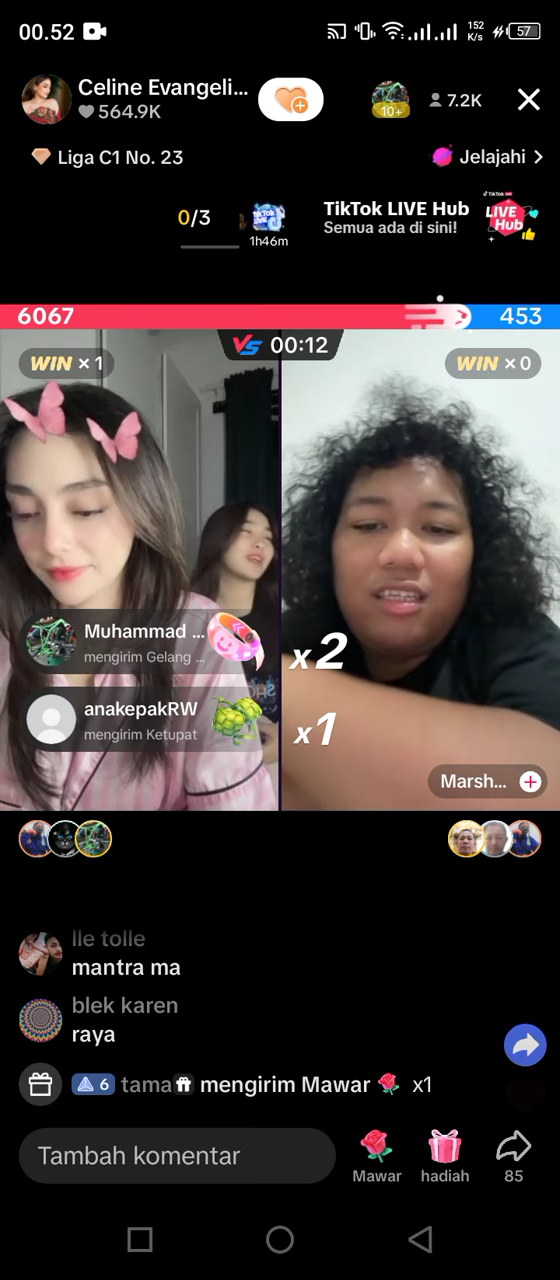 00.52
152
K/s
57
Celine Evangeli...
564.9K
10+
7.2K
Liga C1 No. 23
Jelajahi
0/3
1h46m
TikTok LIVE Hub
Semua ada di sini!
TikTok LIVE
LIVE
Hub
6067
453
VS 00:12
WIN × 1
WIN × 0
Muhammad ...
mengirim Gelang ...
x2
anakepakRW
mengirim Ketupat
x1
Marsh...
lle tolle
mantra ma
blek karen
raya
6 tama mengirim Mawar x1
Tambah komentar
Mawar
hadiah
85